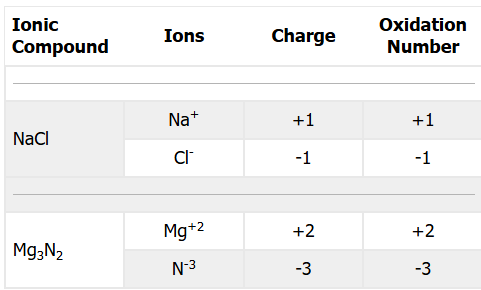 Ionic Compound Ions Charge Oxidation Number
NaCl Na⁺ +1 +1
Cl⁻ -1 -1
Mg₃N₂ Mg⁺² +2 +2
N⁻³ -3 -3